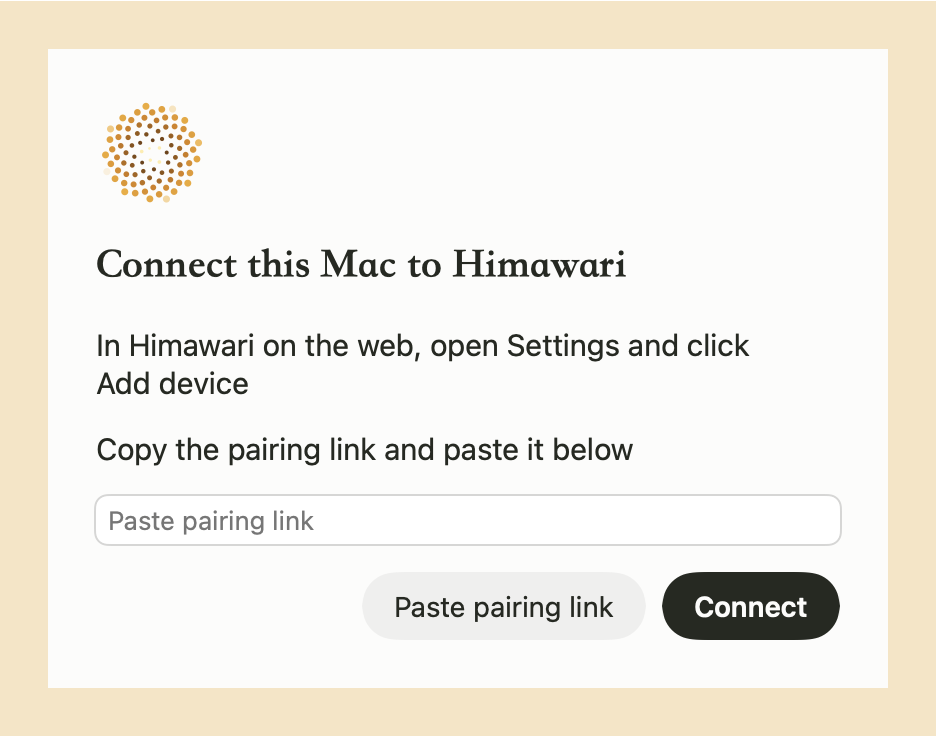 Connect this Mac to Himawari
In Himawari on the web, open Settings and click
Add device
Copy the pairing link and paste it below
Paste pairing link
Paste pairing link
Connect